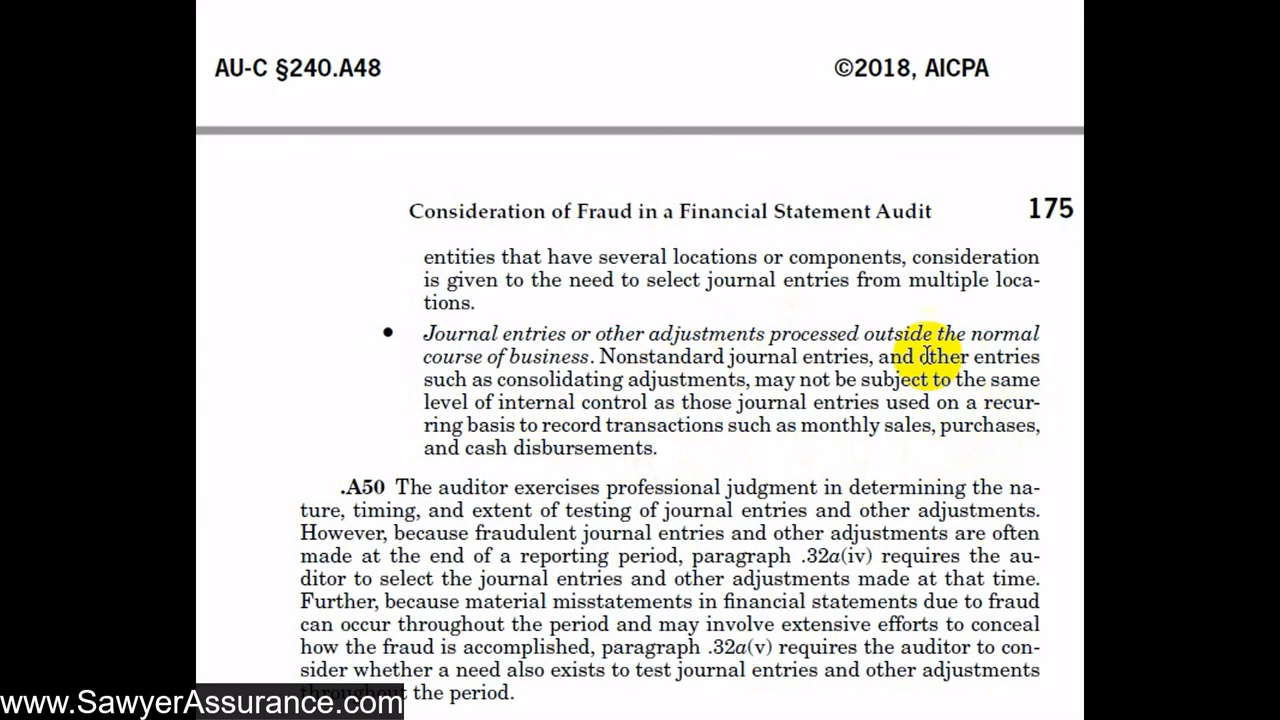 AU-C §240.A48 ©2018, AICPA
Consideration of Fraud in a Financial Statement Audit 175
entities that have several locations or components, consideration
is given to the need to select journal entries from multiple loca-
tions.
• Journal entries or other adjustments processed outside the normal
course of business. Nonstandard journal entries, and other entries
such as consolidating adjustments, may not be subject to the same
level of internal control as those journal entries used on a recur-
ring basis to record transactions such as monthly sales, purchases,
and cash disbursements.
.A50 The auditor exercises professional judgment in determining the na-
ture, timing, and extent of testing of journal entries and other adjustments.
However, because fraudulent journal entries and other adjustments are often
made at the end of a reporting period, paragraph .32a(iv) requires the au-
ditor to select the journal entries and other adjustments made at that time.
Further, because material misstatements in financial statements due to fraud
can occur throughout the period and may involve extensive efforts to conceal
how the fraud is accomplished, paragraph .32a(v) requires the auditor to con-
sider whether a need also exists to test journal entries and other adjustments
throughout the period.
www.SawyerAssurance.com